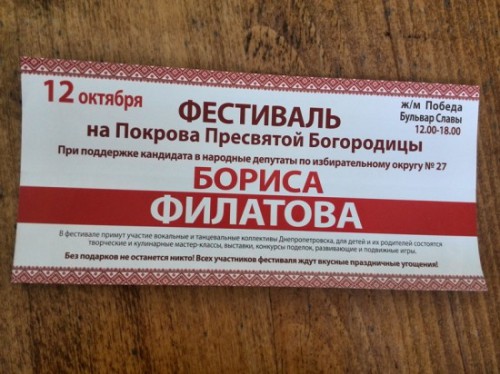 12 октября
ж/м Победа
Бульвар Славы
12.00-18.00
ФЕСТИВАЛЬ
на Покрова Пресвятой Богородицы
При поддержке кандидата в народные депутаты по избирательному округу № 27
БОРИСА
ФИЛАТОВА
В фестивале примут участие вокальные и танцевальные коллективы Днепропетровска, для детей и их родителей состоятся
творческие и кулинарные мастер-классы, выставки, конкурсы поделок, развивающие и подвижные игры.
Без подарков не останется никто! Всех участников фестиваля ждут вкусные праздничные угощения!